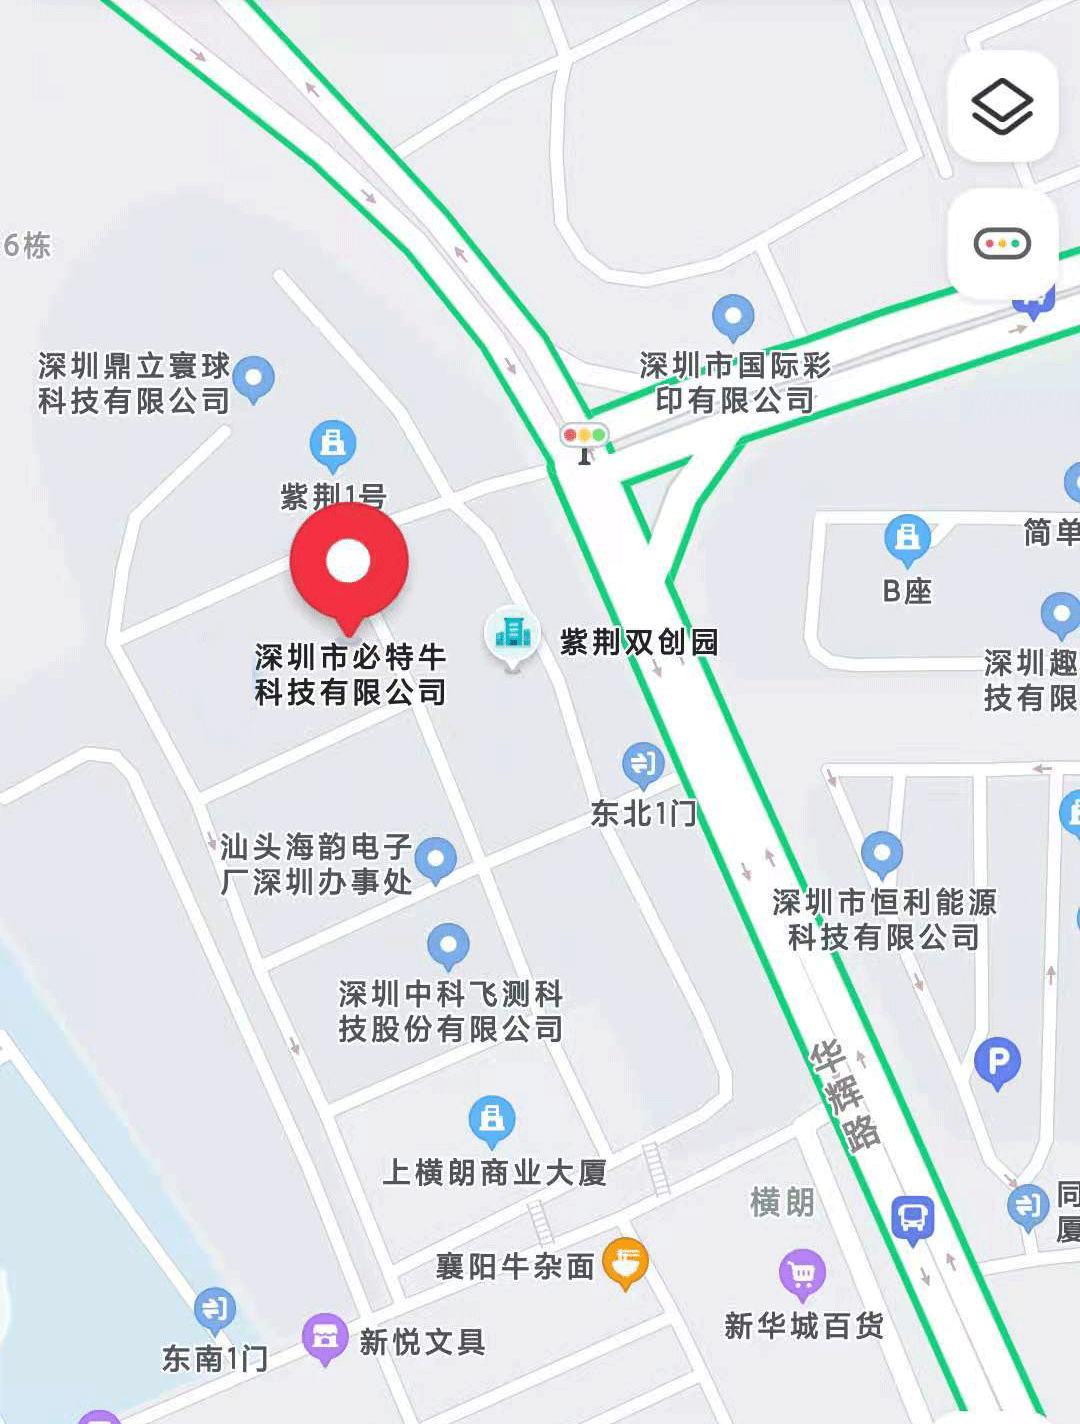 6栋
深圳鼎立寰球
科技有限公司
深圳市国际彩
印有限公司
紫荆1号
简单
B座
深圳市必特牛
科技有限公司
紫荆双创园
深圳趣
技有限
东北1门
汕头海韵电子
厂深圳办事处
深圳市恒利能源
科技有限公司
深圳中科飞测科
技股份有限公司
P
华辉路
上横朗商业大厦
横朗
同
厦
襄阳牛杂面
新华城百货
新悦文具
东南1门